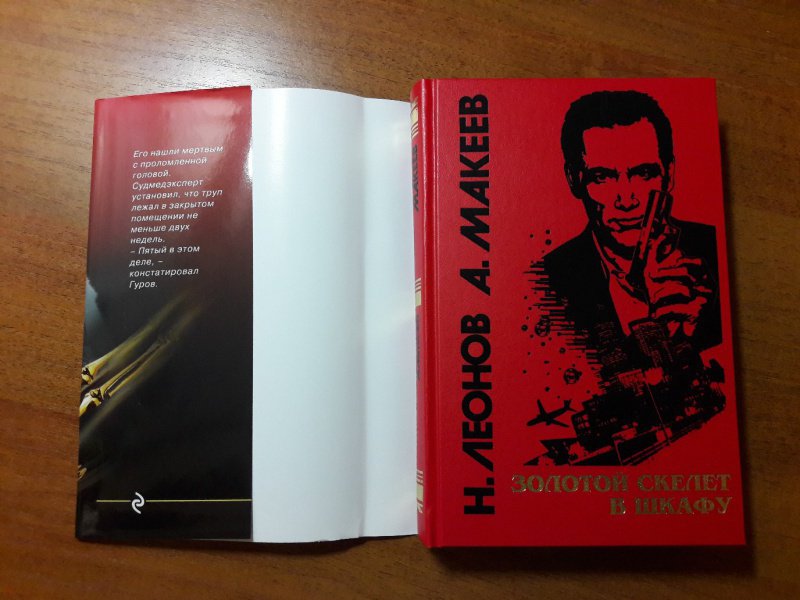 Его нашли мертвым
с проломленной
головой.
Судмедэксперт
установил, что труп
лежал в закрытом
помещении не
меньше двух
недель.
– Пятый в этом
деле, –
констатировал
Гуров.
МАКЕЕВ
Н. ЛЕОНОВ А. МАКЕЕВ
ЗОЛОТОЙ СКЕЛЕТ
В ШКАФУ